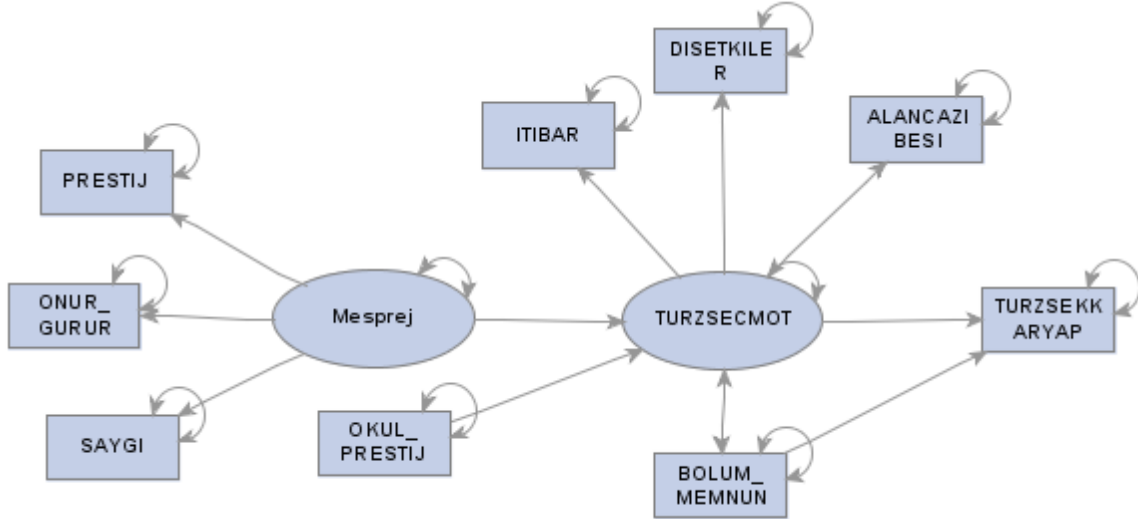 DISETKILE
R
ITIBAR
ALANCAZI
BESI
PRESTIJ
ONUR_
GURUR
Mesprej
TURZSECMOT
TURZSEKK
ARYAP
SAYGI
OKUL_
PRESTIJ
BOLUM_
MEMNUN